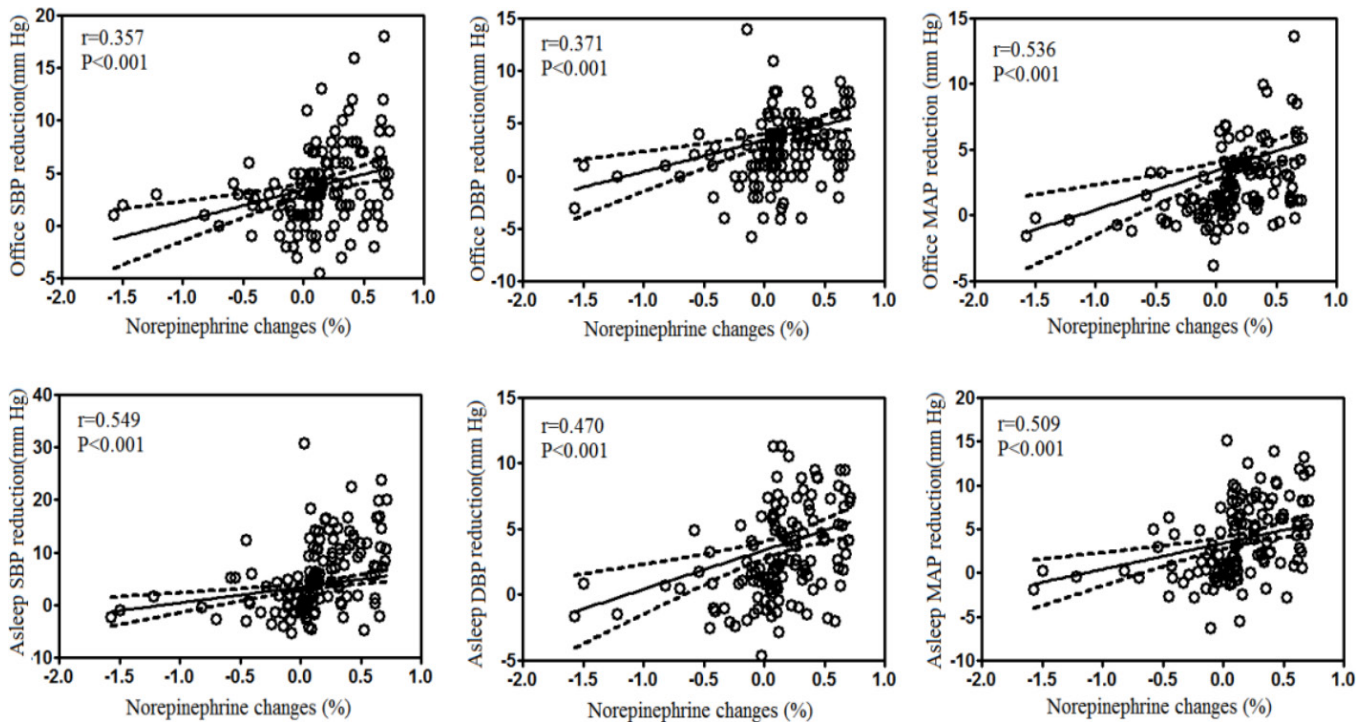 Office SBP reduction(mm Hg)
r=0.357
P<0.001
20
15
10
5
0
-5
-2.0 -1.5 -1.0 -0.5 0.0 0.5 1.0
Norepinephrine changes (%)
Office DBP reduction(mm Hg)
r=0.371
P<0.001
15
10
5
0
-5
-10
-2.0 -1.5 -1.0 -0.5 0.0 0.5 1.0
Norepinephrine changes (%)
Office MAP reduction (mm Hg)
r=0.536
P<0.001
15
10
5
0
-5
-2.0 -1.5 -1.0 -0.5 0.0 0.5 1.0
Norepinephrine changes (%)
Asleep SBP reduction(mm Hg)
r=0.549
P<0.001
40
30
20
10
0
-10
-2.0 -1.5 -1.0 -0.5 0.0 0.5 1.0
Norepinephrine changes (%)
Asleep DBP reduction(mm Hg)
r=0.470
P<0.001
15
10
5
0
-5
-2.0 -1.5 -1.0 -0.5 0.0 0.5 1.0
Norepinephrine changes (%)
Asleep MAP reduction(mm Hg)
r=0.509
P<0.001
20
15
10
5
0
-5
-10
-2.0 -1.5 -1.0 -0.5 0.0 0.5 1.0
Norepinephrine changes (%)